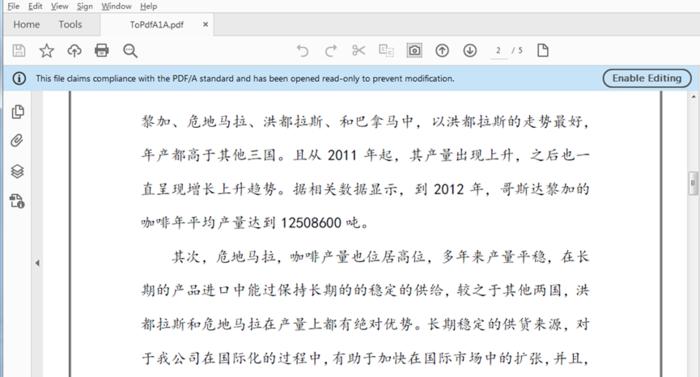 File Edit View Sign Window Help
Home Tools ToPdfA1A.pdf ×
2 / 5
This file claims compliance with the PDF/A standard and has been opened read-only to prevent modification. Enable Editing
黎加、危地马拉、洪都拉斯、和巴拿马中，以洪都拉斯的走势最好，
年产都高于其他三国。且从 2011 年起，其产量出现上升，之后也一
直呈现增长上升趋势。据相关数据显示，到 2012 年，哥斯达黎加的
咖啡年平均产量达到 12508600 吨。
其次，危地马拉，咖啡产量也位居高位，多年来产量平稳，在长
期的产品进口中能过保持长期的的稳定的供给，较之于其他两国，洪
都拉斯和危地马拉在产量上都有绝对优势。长期稳定的供货来源，对
于我公司在国际化的过程中，有助于加快在国际市场中的扩张，并且，